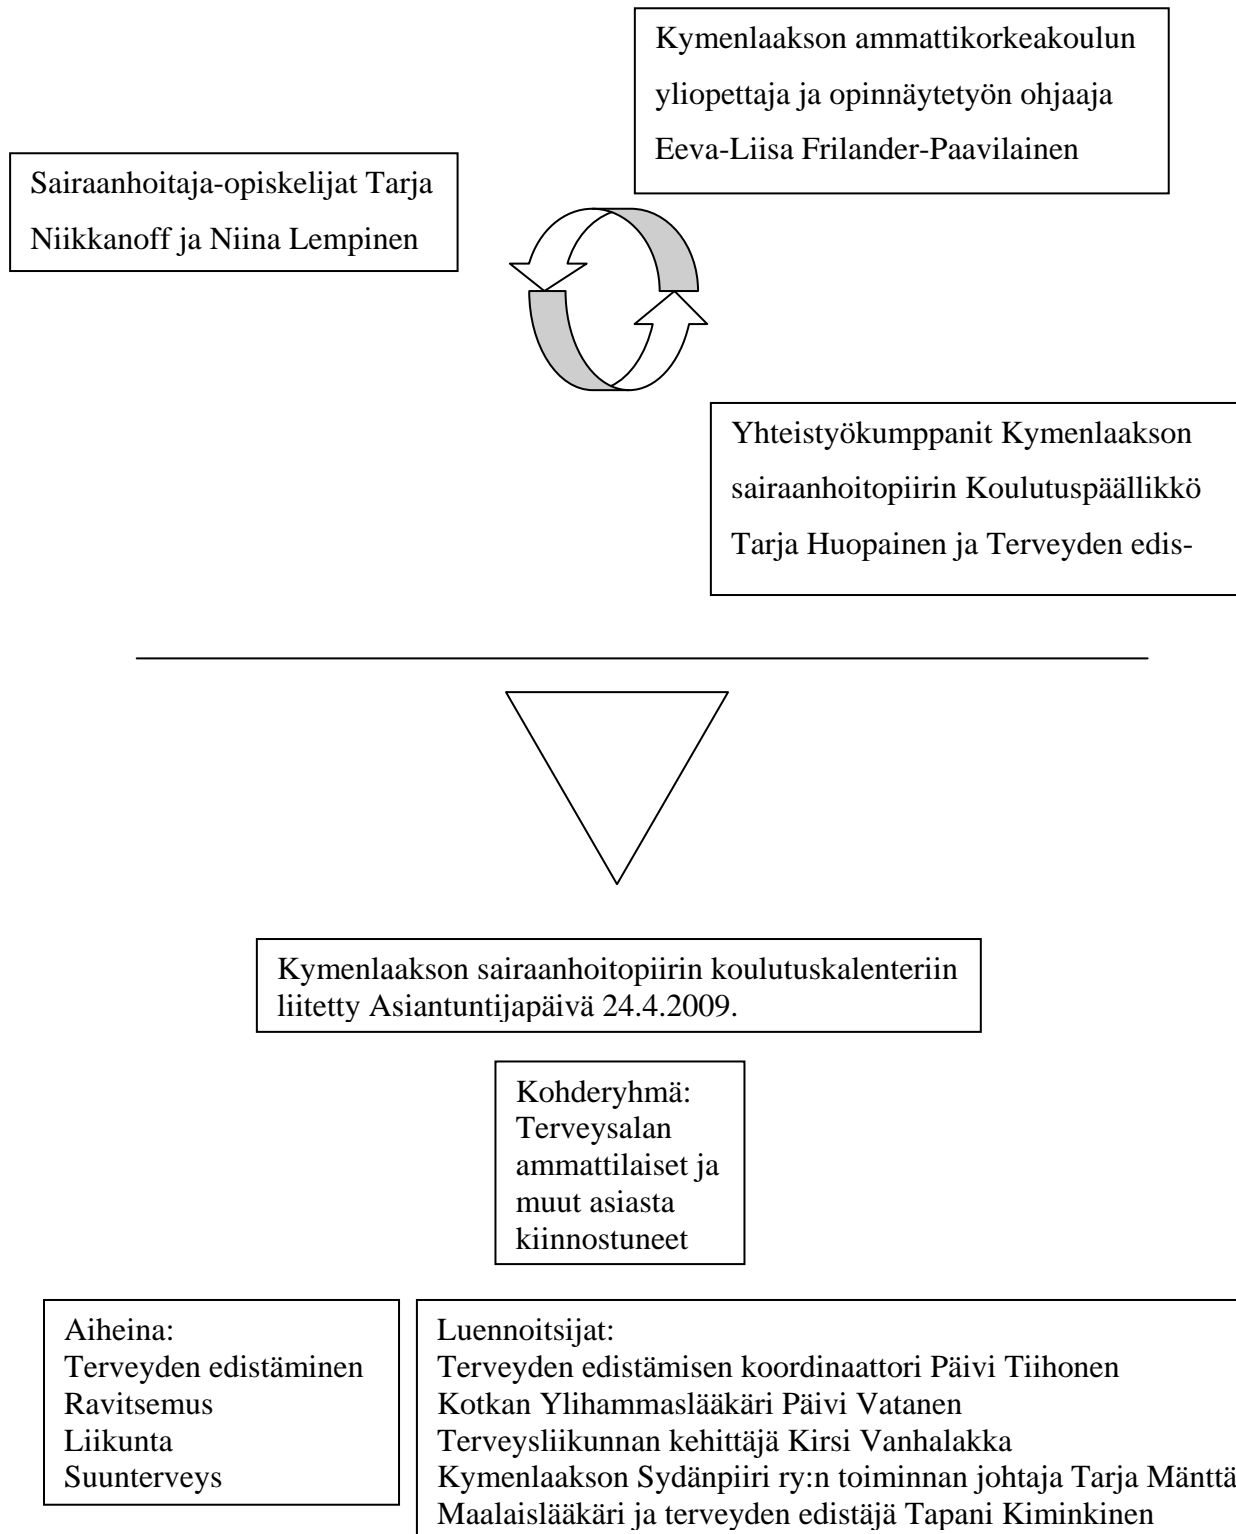 Kymenlaakson ammattikorkeakoulun
yliopettaja ja opinnäytetyön ohjaaja
Eeva-Liisa Frilander-Paavilainen
Sairaanhoitaja-opiskelijat Tarja
Niikkanoff ja Niina Lempinen
Yhteistyökumppanit Kymenlaakson
sairaanhoitopiirin Koulutuspäällikkö
Tarja Huopainen ja Terveyden edis-
Kymenlaakson sairaanhoitopiirin koulutuskalenteriin
liitetty Asiantuntijapäivä 24.4.2009.
Kohderyhmä:
Terveysalan
ammattilaiset ja
muut asiasta
kiinnostuneet
Aiheina:
Terveyden edistäminen
Ravitsemus
Liikunta
Suunterveys
Luennoitsijat:
Terveyden edistämisen koordinaattori Päivi Tiihonen
Kotkan Ylihammaslääkäri Päivi Vatanen
Terveysliikunnan kehittäjä Kirsi Vanhalakka
Kymenlaakson Sydänpiiri ry:n toiminnan johtaja Tarja Mänttä
Maalaislääkäri ja terveyden edistäjä Tapani Kiminkinen